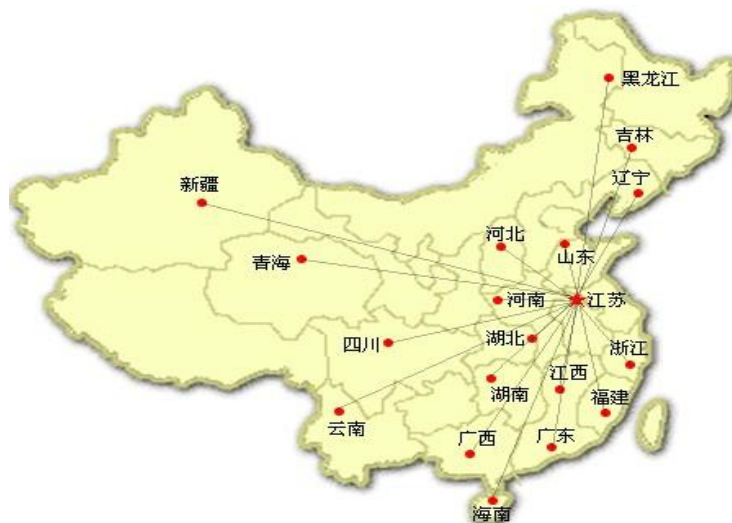 黑龙江
吉林
辽宁
新疆
河北
山东
青海
河南
江苏
四川
湖北
浙江
湖南
江西
福建
云南
广西
广东
海南